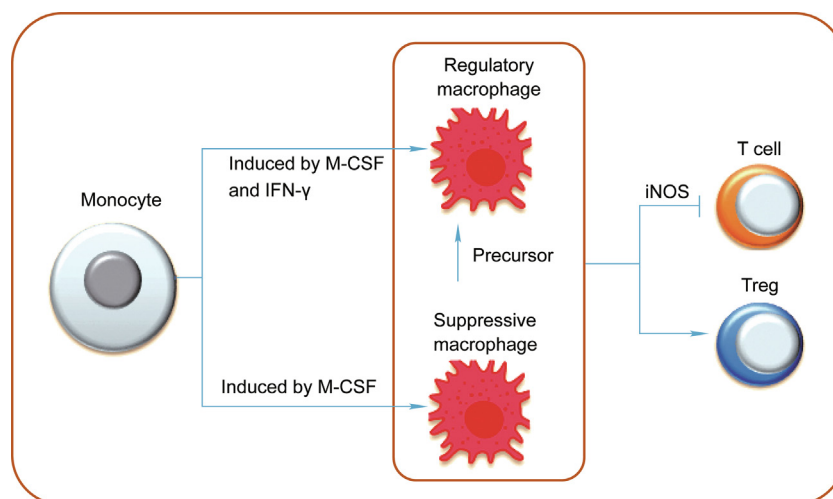 Regulatory
macrophage
Induced by M-CSF
and IFN-γ
Monocyte
T cell
iNOS
Precursor
Treg
Suppressive
macrophage
Induced by M-CSF